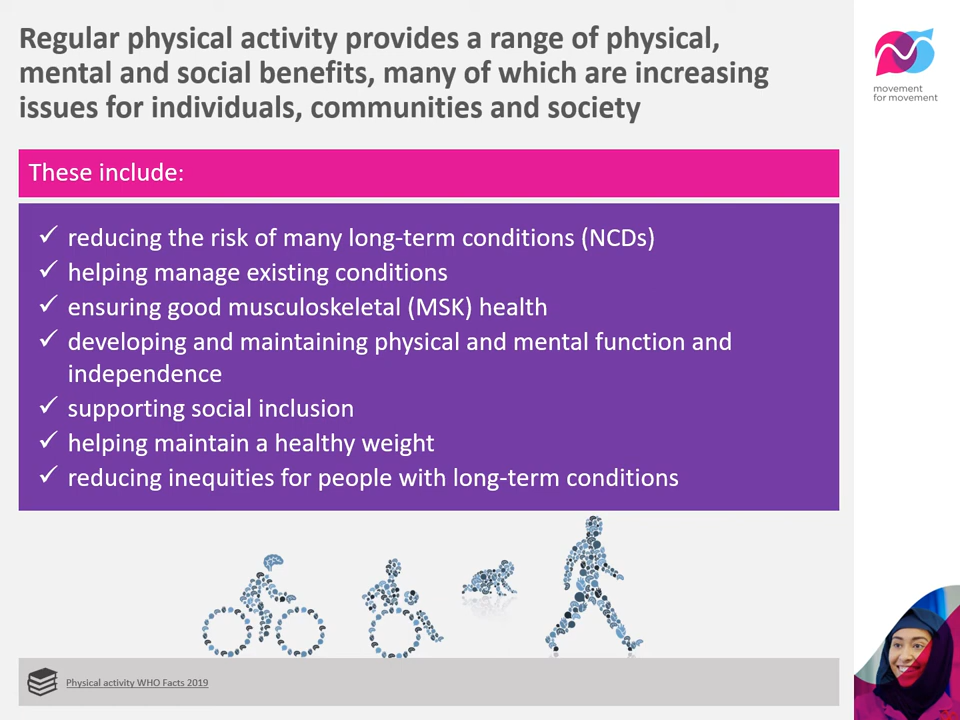 Regular physical activity provides a range of physical,
mental and social benefits, many of which are increasing
issues for individuals, communities and society
movement
for movement
These include:
✓ reducing the risk of many long-term conditions (NCDs)
✓ helping manage existing conditions
✓ ensuring good musculoskeletal (MSK) health
✓ developing and maintaining physical and mental function and
independence
✓ supporting social inclusion
✓ helping maintain a healthy weight
✓ reducing inequities for people with long-term conditions
Physical activity WHO Facts 2019